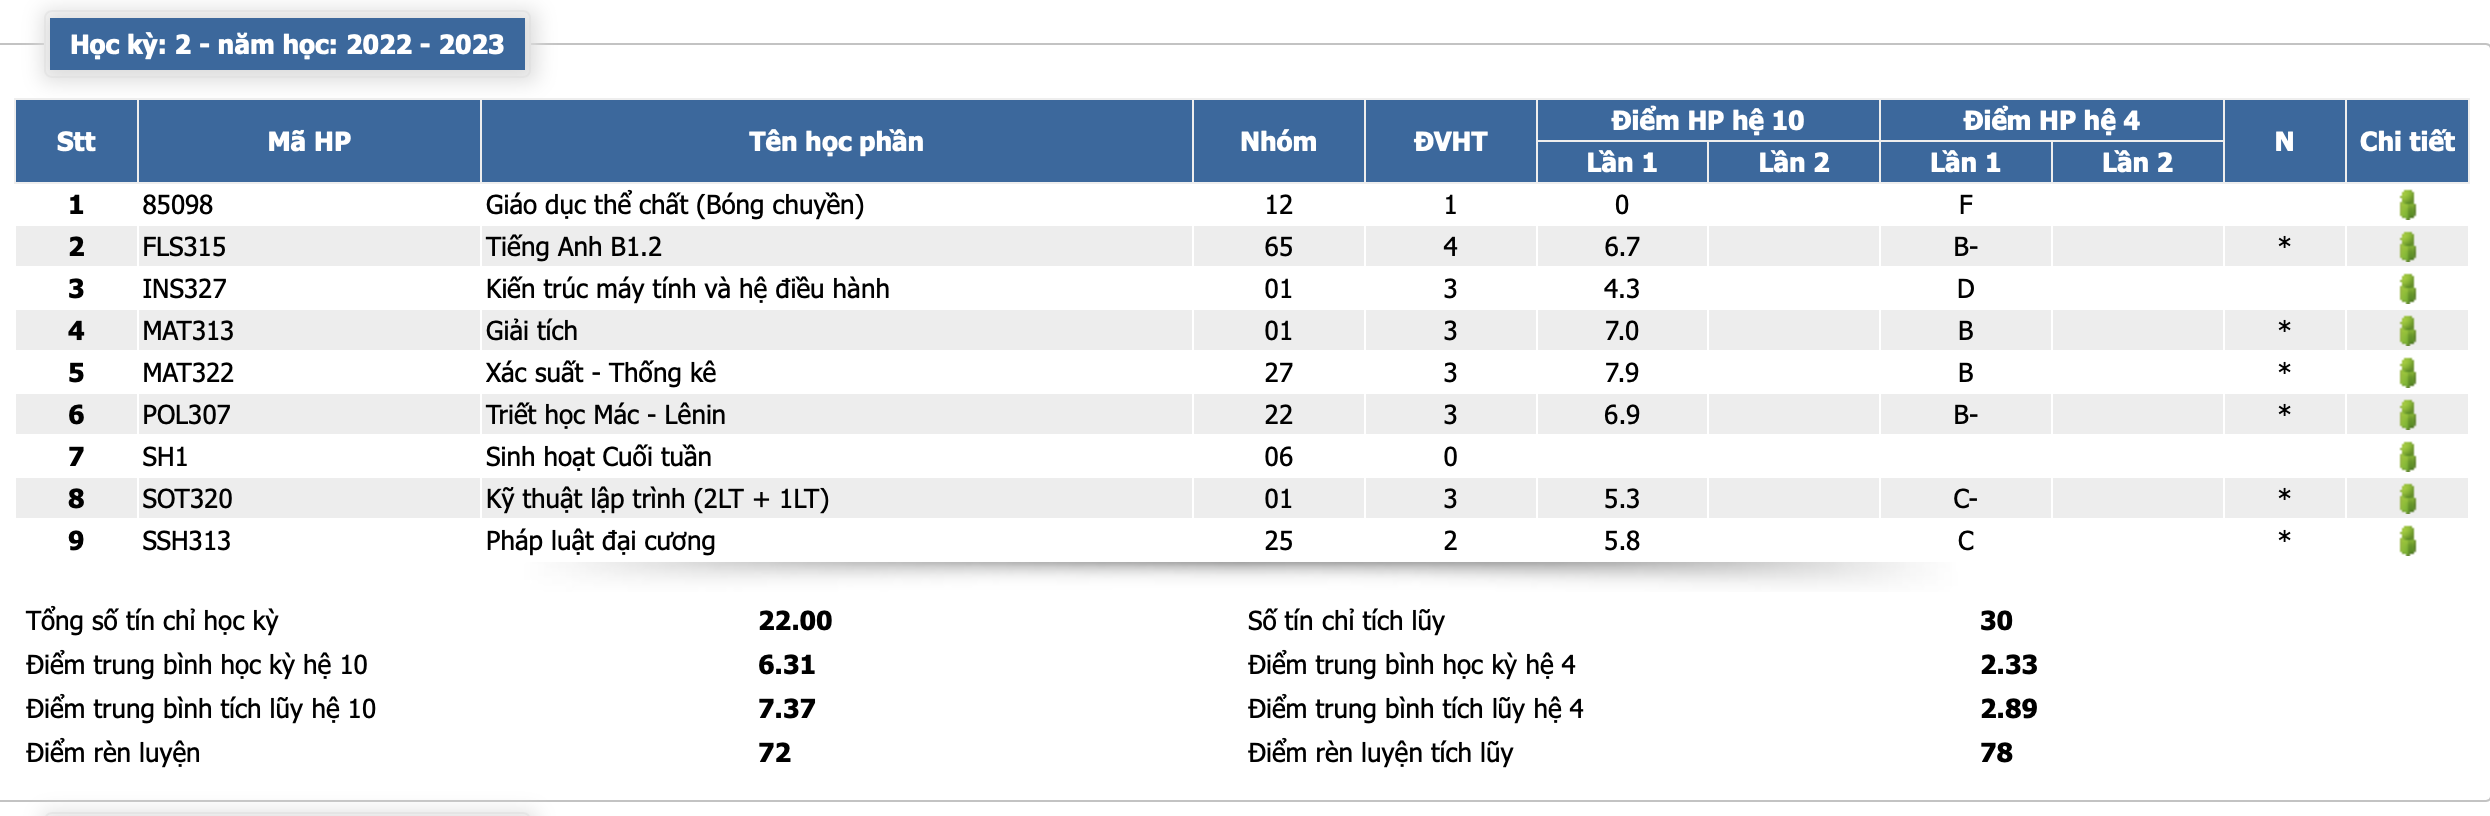 Học kỳ: 2 - năm học: 2022 - 2023
Stt Mã HP Tên học phần Nhóm ĐVHT Điểm HP hệ 10 Điểm HP hệ 4 N Chi tiết
Lần 1 Lần 2 Lần 1 Lần 2
1 85098 Giáo dục thể chất (Bóng chuyền) 12 1 0 F
2 FLS315 Tiếng Anh B1.2 65 4 6.7 B- *
3 INS327 Kiến trúc máy tính và hệ điều hành 01 3 4.3 D
4 MAT313 Giải tích 01 3 7.0 B *
5 MAT322 Xác suất - Thống kê 27 3 7.9 B *
6 POL307 Triết học Mác - Lênin 22 3 6.9 B- *
7 SH1 Sinh hoạt Cuối tuần 06 0
8 SOT320 Kỹ thuật lập trình (2LT + 1LT) 01 3 5.3 C- *
9 SSH313 Pháp luật đại cương 25 2 5.8 C *
Tổng số tín chỉ học kỳ 22.00 Số tín chỉ tích lũy 30
Điểm trung bình học kỳ hệ 10 6.31 Điểm trung bình học kỳ hệ 4 2.33
Điểm trung bình tích lũy hệ 10 7.37 Điểm trung bình tích lũy hệ 4 2.89
Điểm rèn luyện 72 Điểm rèn luyện tích lũy 78